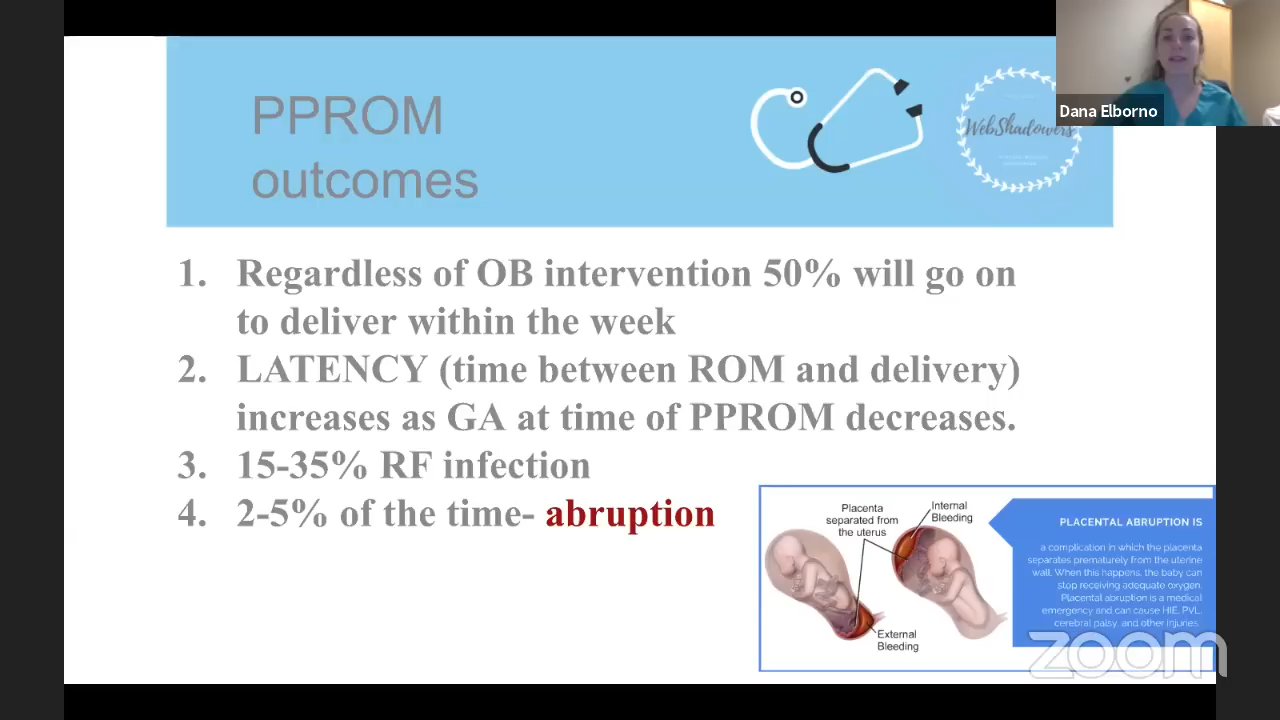 PPROM
outcomes
WebShadowers
Dana Elborno
1. Regardless of OB intervention 50% will go on
to deliver within the week
2. LATENCY (time between ROM and delivery)
increases as GA at time of PPROM decreases.
3. 15-35% RF infection
4. 2-5% of the time- abruption
Placenta
separated from
the uterus
Internal
Bleeding
External
Bleeding
PLACENTAL ABRUPTION IS
a complication in which the placenta
separates prematurely from the uterine
wall. When this happens, the baby can
stop receiving adequate oxygen.
Placental abruption is a medical
emergency and can cause HIE, PVL,
cerebral palsy, and other injuries.
zoom